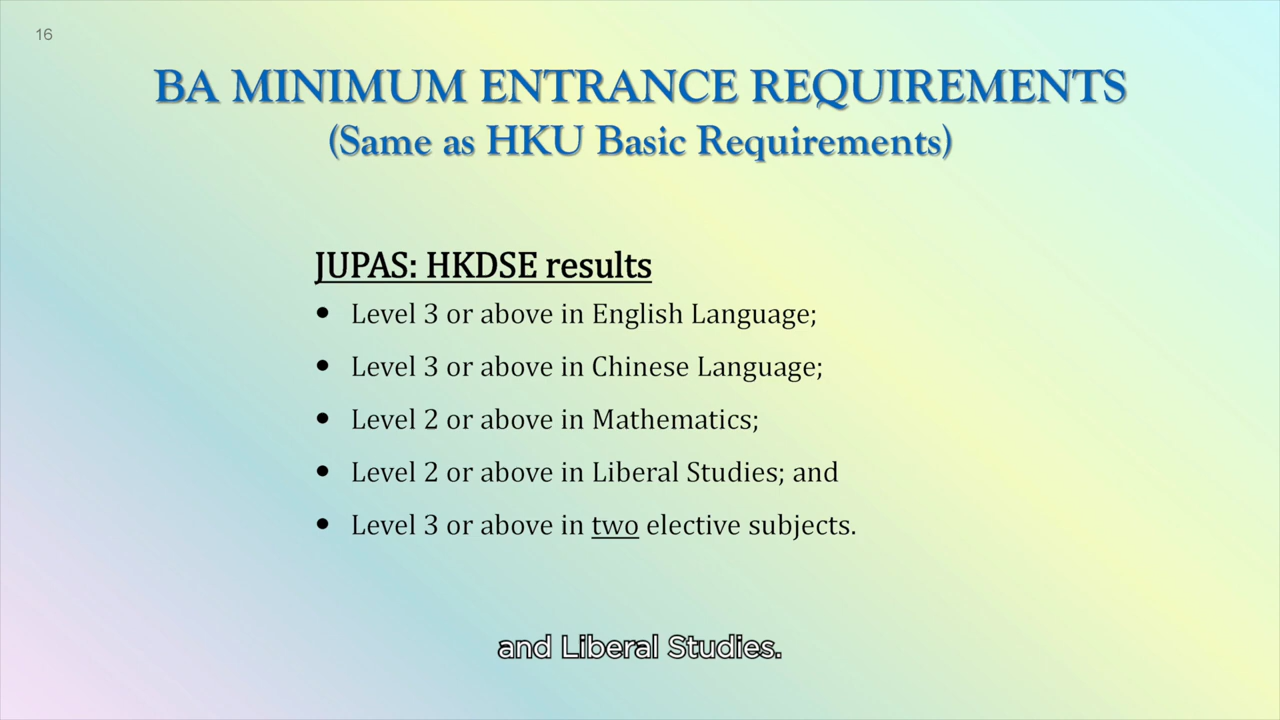 16
BA MINIMUM ENTRANCE REQUIREMENTS
(Same as HKU Basic Requirements)
JUPAS: HKDSE results
• Level 3 or above in English Language;
• Level 3 or above in Chinese Language;
• Level 2 or above in Mathematics;
• Level 2 or above in Liberal Studies; and
• Level 3 or above in two elective subjects.
and Liberal Studies.